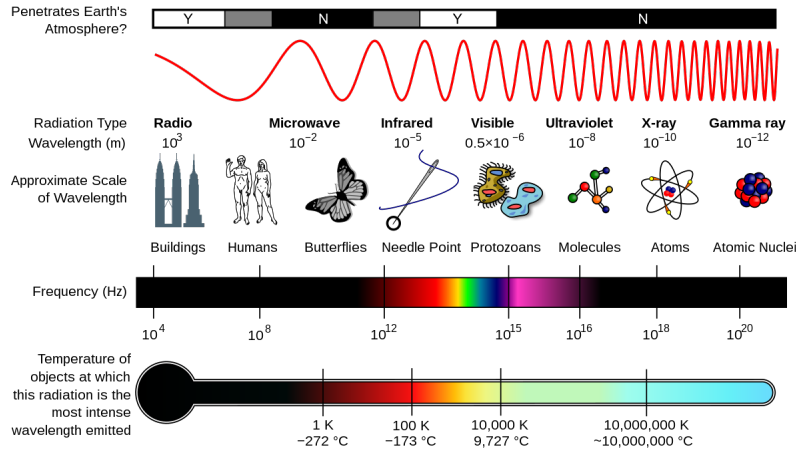 Penetrates Earth's
Atmosphere?
Y N Y N
Radiation Type Radio Microwave Infrared Visible Ultraviolet X-ray Gamma ray
Wavelength (m) 10³ 10⁻² 10⁻⁵ 0.5×10⁻⁶ 10⁻⁸ 10⁻¹⁰ 10⁻¹²
Approximate Scale
of Wavelength
Buildings Humans Butterflies Needle Point Protozoans Molecules Atoms Atomic Nuclei
Frequency (Hz)
10⁴ 10⁸ 10¹² 10¹⁵ 10¹⁶ 10¹⁸ 10²⁰
Temperature of
objects at which
this radiation is the
most intense
wavelength emitted
1 K 100 K 10,000 K 10,000,000 K
−272 °C −173 °C 9,727 °C ~10,000,000 °C